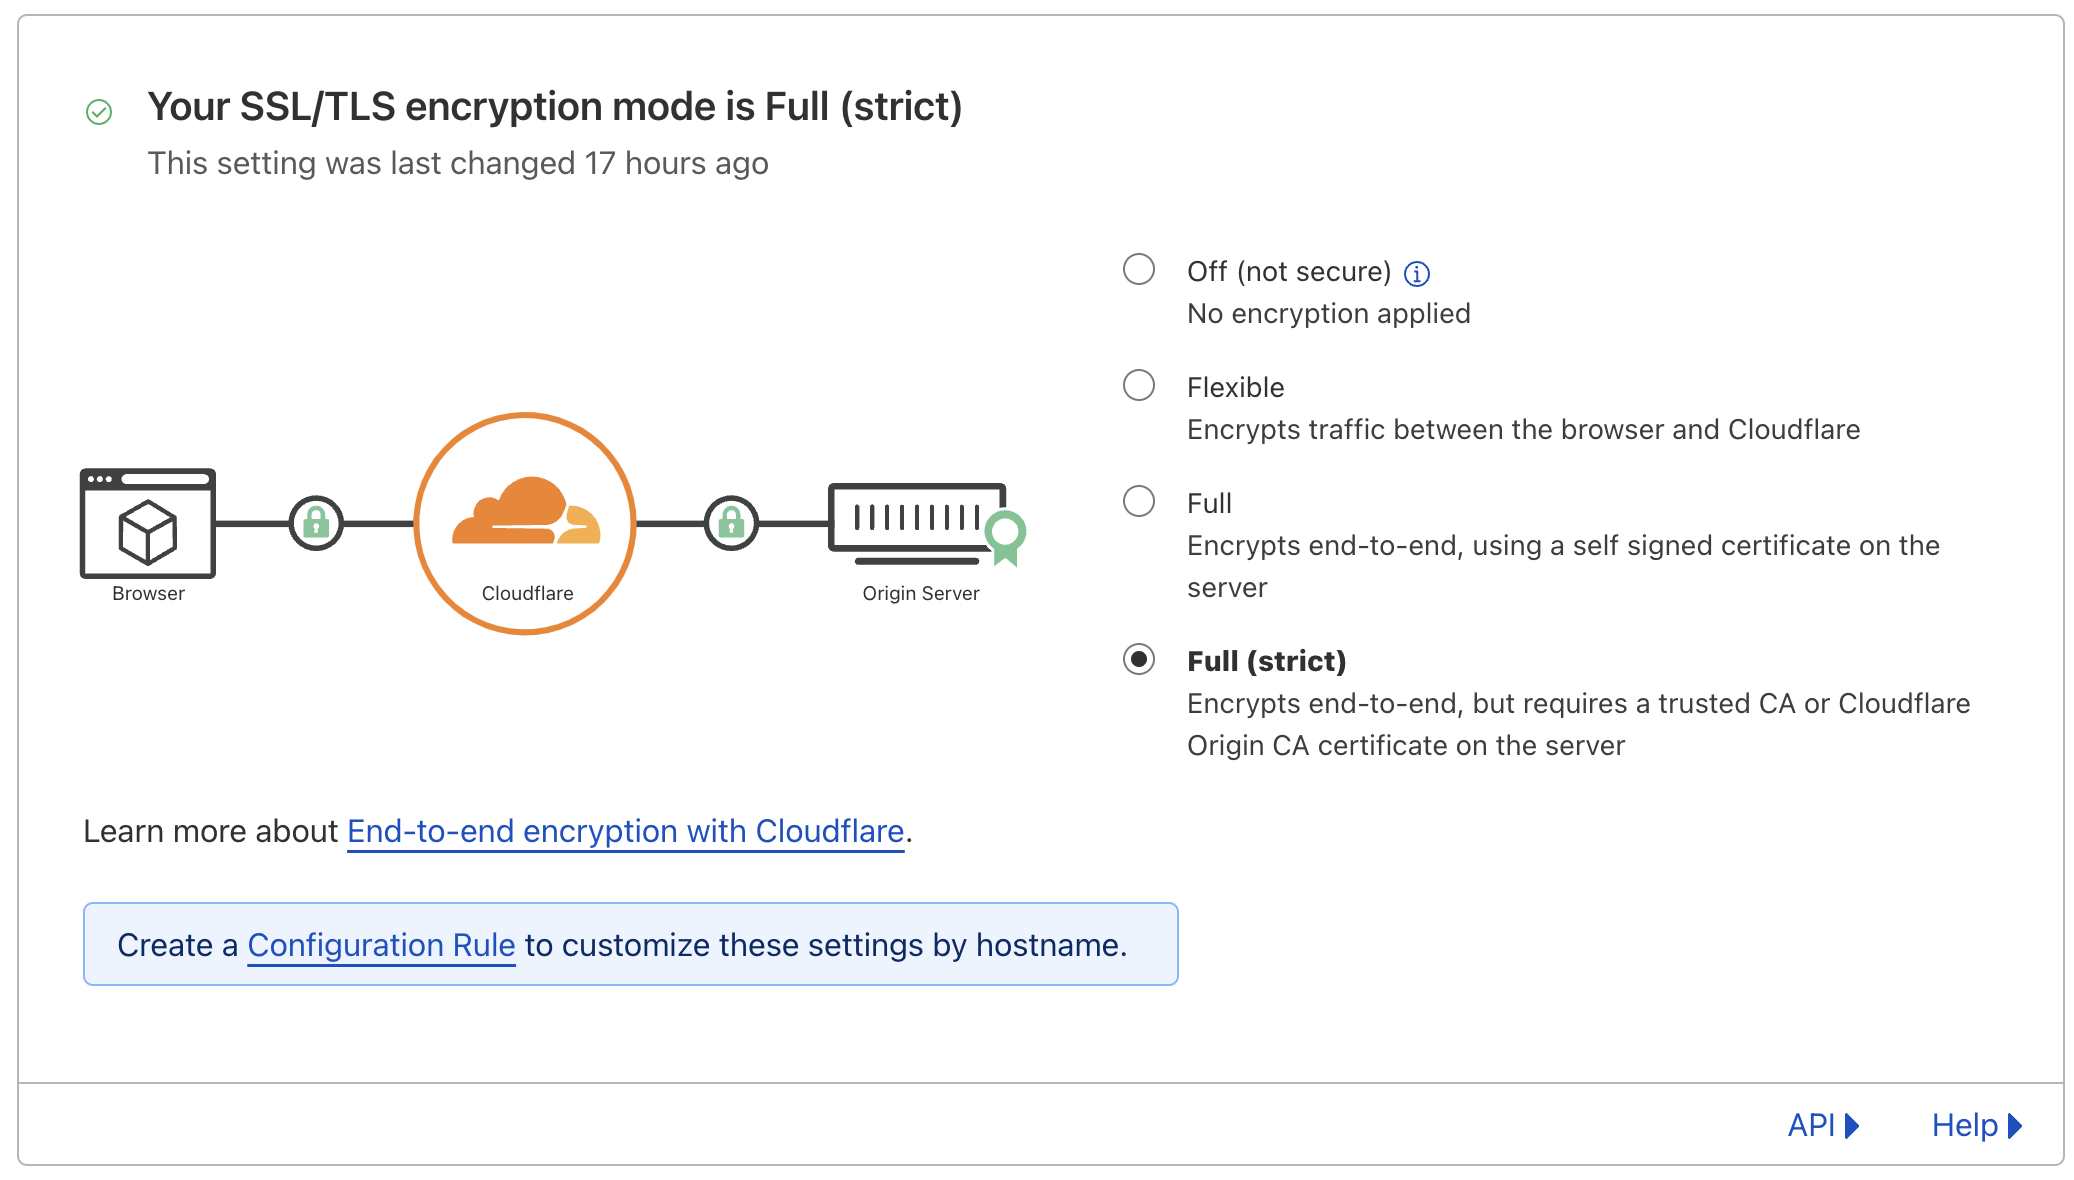 Your SSL/TLS encryption mode is Full (strict)
This setting was last changed 17 hours ago
Off (not secure)
No encryption applied
Flexible
Encrypts traffic between the browser and Cloudflare
Full
Encrypts end-to-end, using a self signed certificate on the
server
Full (strict)
Encrypts end-to-end, but requires a trusted CA or Cloudflare
Origin CA certificate on the server
Browser
Cloudflare
Origin Server
Learn more about End-to-end encryption with Cloudflare.
Create a Configuration Rule to customize these settings by hostname.
API
Help